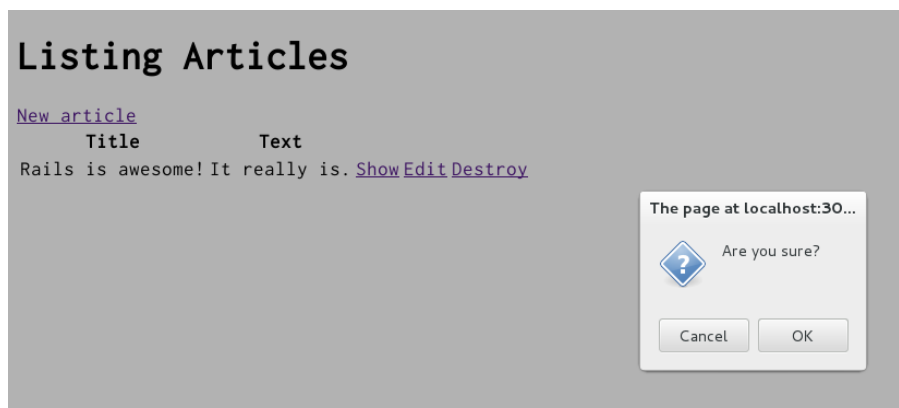 Listing Articles
New article
Title Text
Rails is awesome! It really is. Show Edit Destroy
The page at localhost:30...
Are you sure?
?
Cancel OK